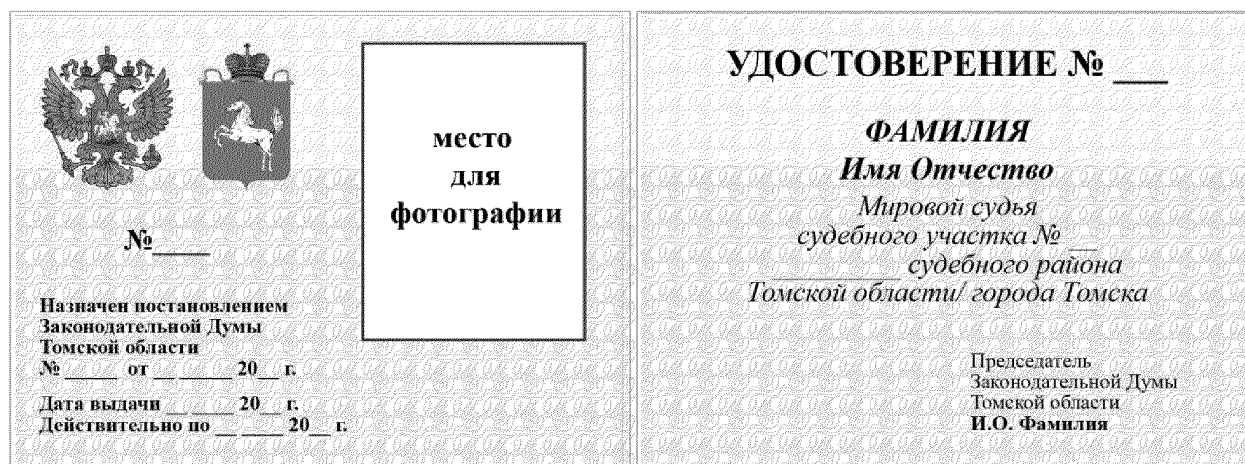 №____
место
для
фотографии
Назначен постановлением
Законодательной Думы
Томской области
№ _____ от __ _____ 20__ г.
Дата выдачи __ _____ 20__ г.
Действительно по __ ____ 20__ г.
УДОСТОВЕРЕНИЕ № ___
ФАМИЛИЯ
Имя Отчество
Мировой судья
судебного участка № __
_________ судебного района
Томской области/ города Томска
Председатель
Законодательной Думы
Томской области
И.О. Фамилия